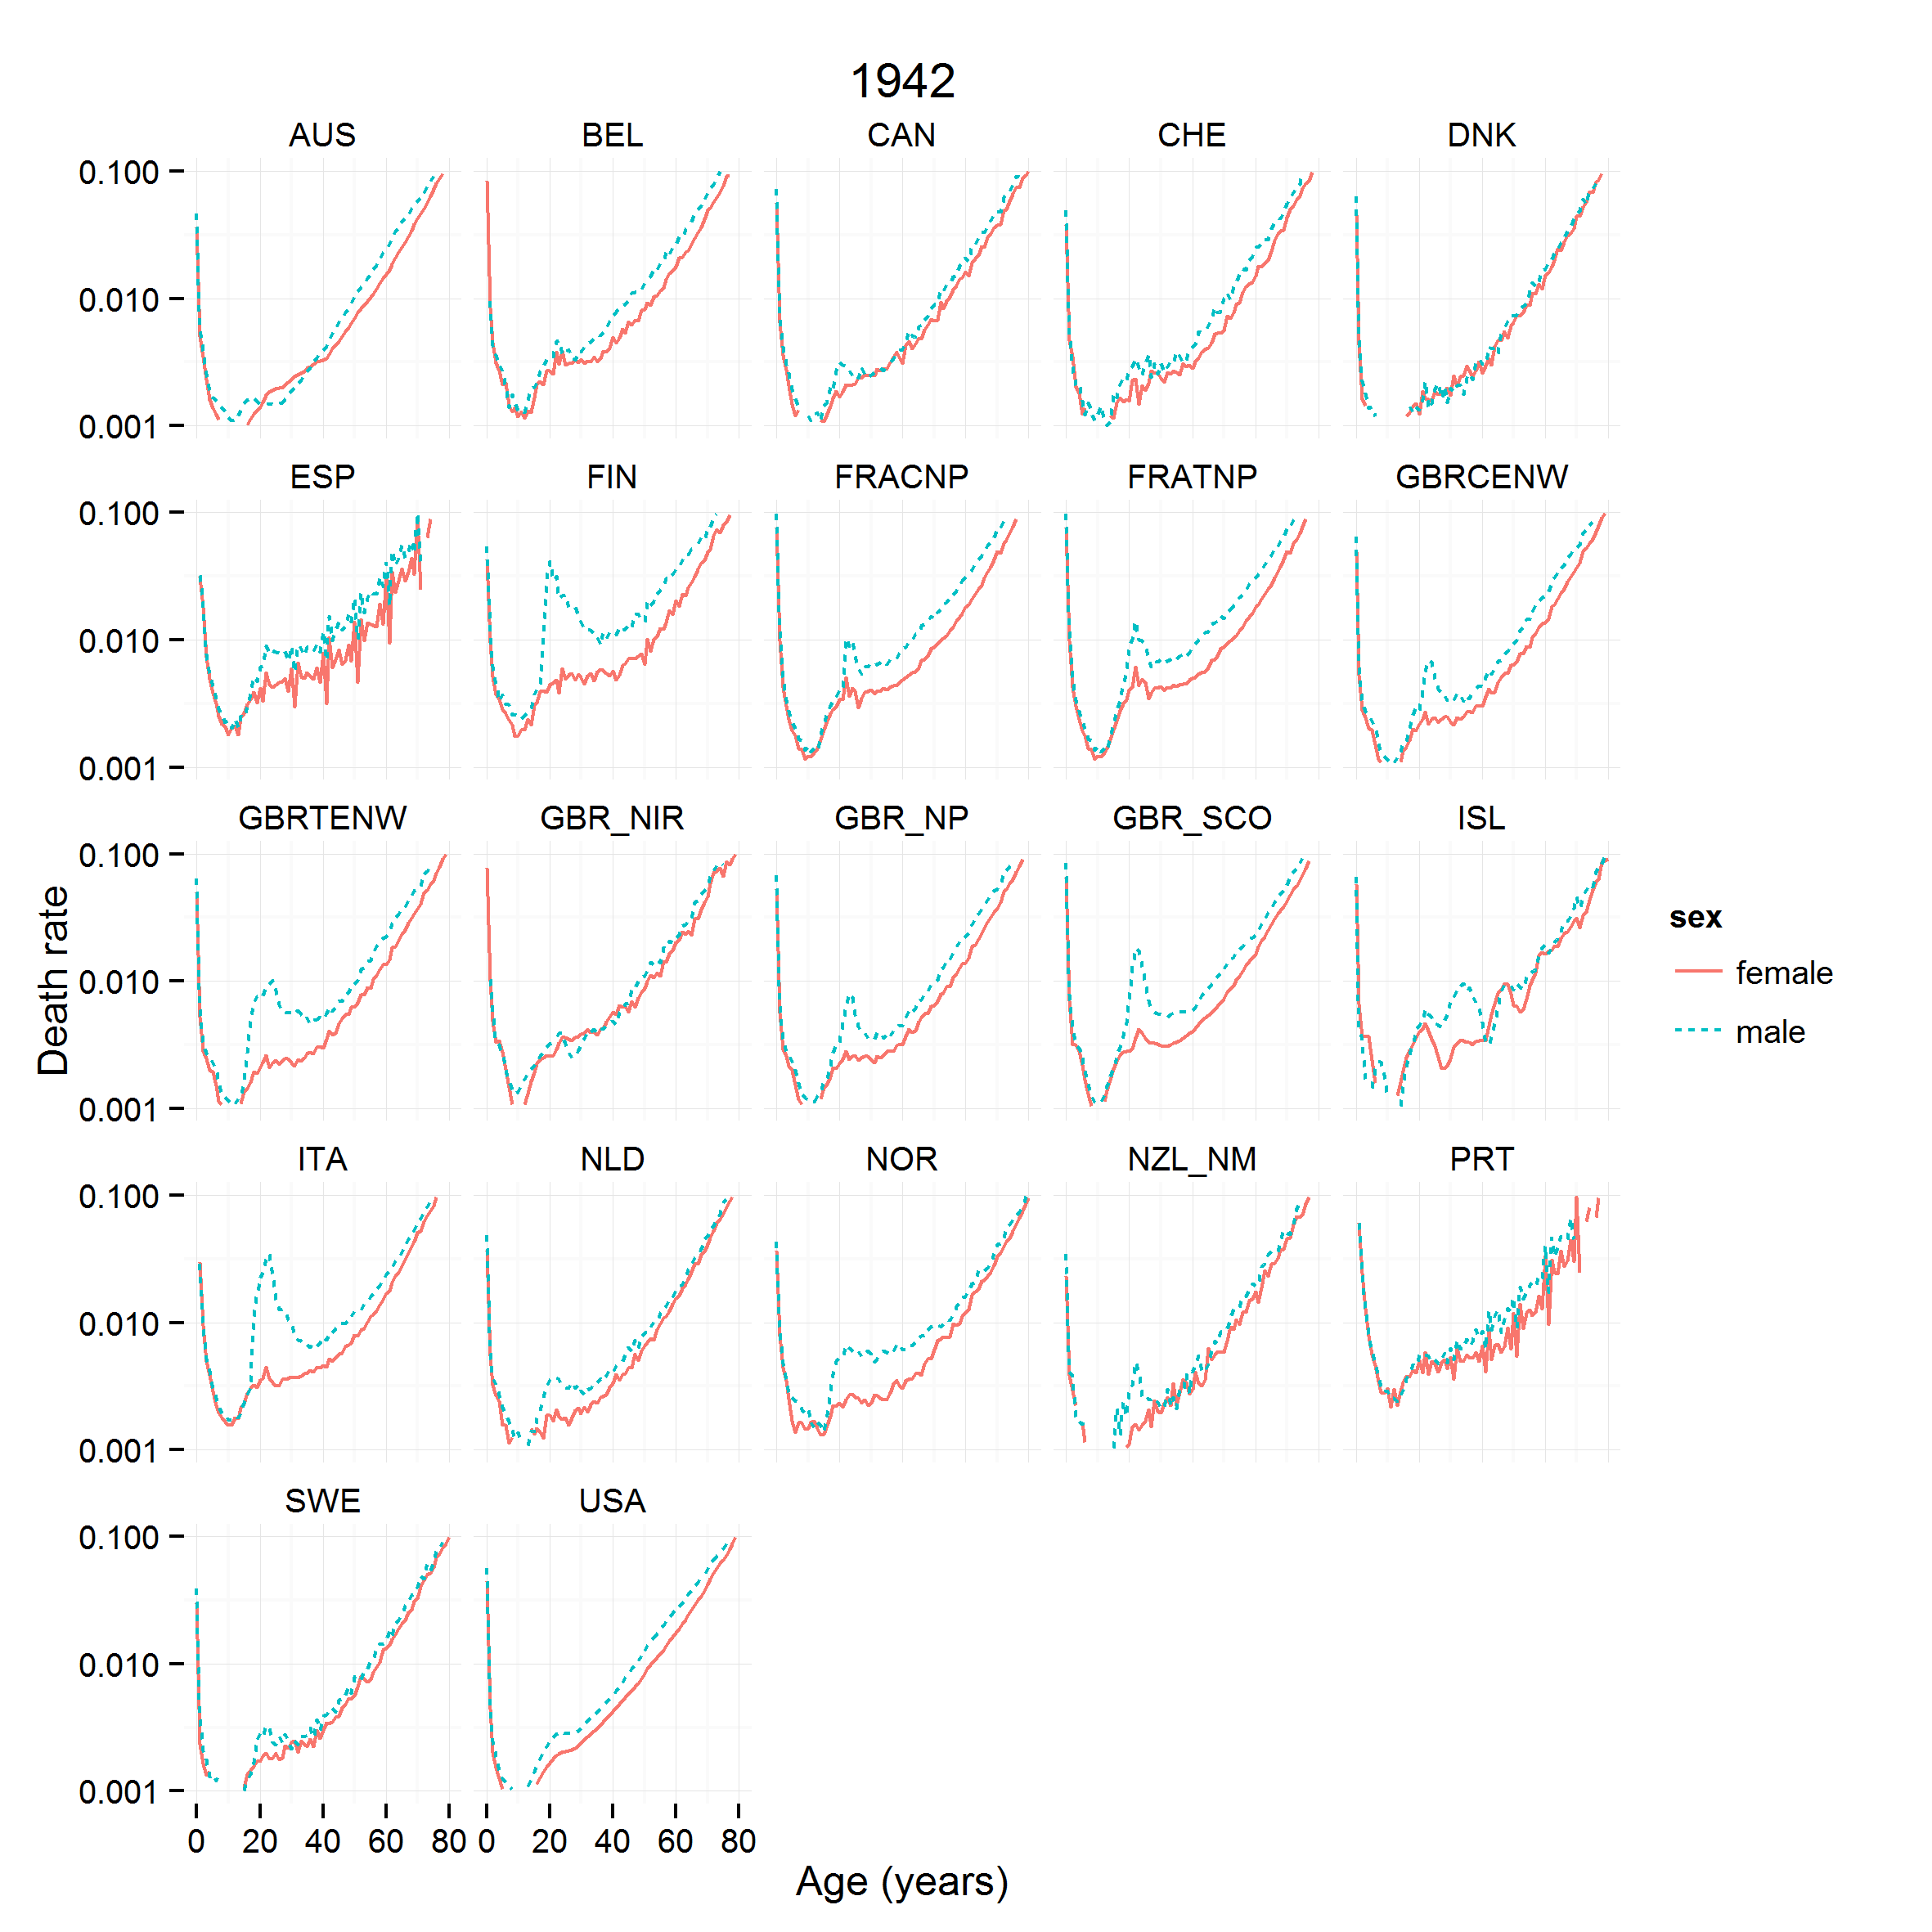 1942
AUS BEL CAN CHE DNK
0.100
0.010
0.001
ESP FIN FRACNP FRATNP GBRCENW
0.100
0.010
0.001
GBRTENW GBR_NIR GBR_NP GBR_SCO ISL
0.100
0.010
0.001
Death rate
sex
female
male
ITA NLD NOR NZL_NM PRT
0.100
0.010
0.001
SWE USA
0.100
0.010
0.001
0 20 40 60 80 0 20 40 60 80
Age (years)